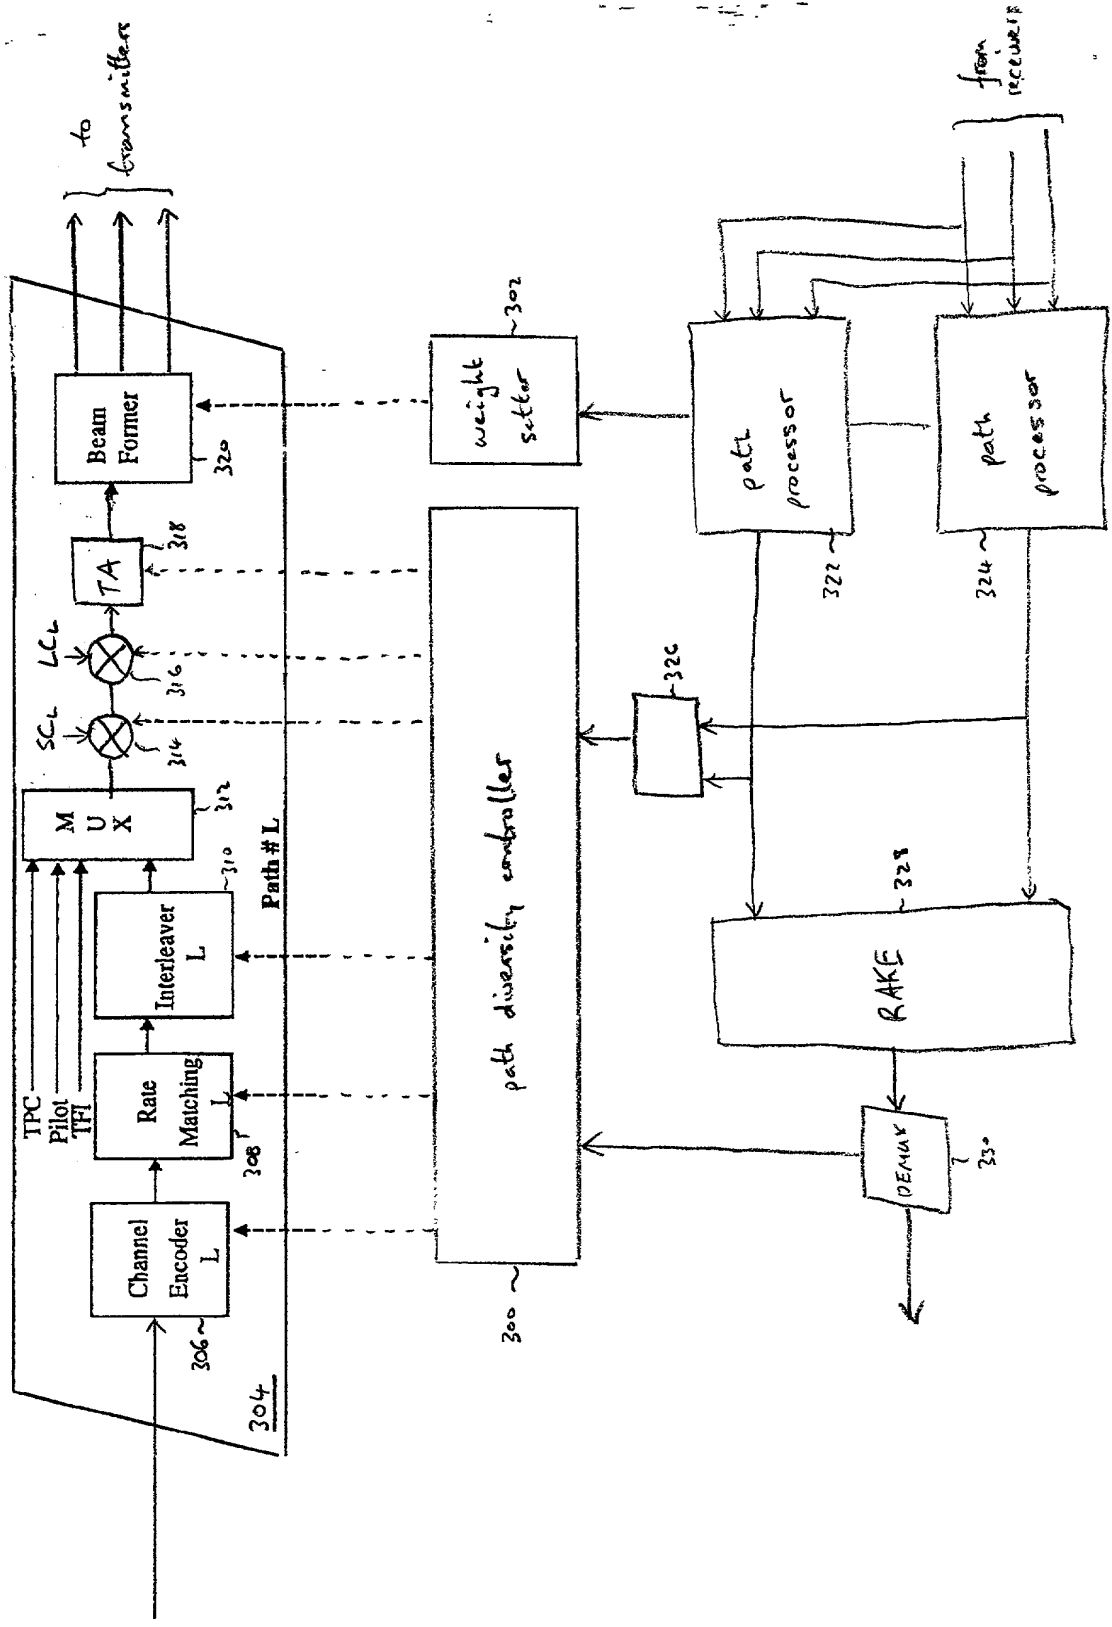 304
306
Channel
Encoder
L
308
Rate
Matching
L
310
Interleaver
L
TPC
Pilot
TFI
312
M
U
X
SCL
314
LCL
316
TA
318
Beam
Former
320
to
transmitters
Path # L
300
path diversity controller
302
weight
setter
326
322
path
processor
324
path
processor
from
receivers
328
RAKE
330
DEMUX